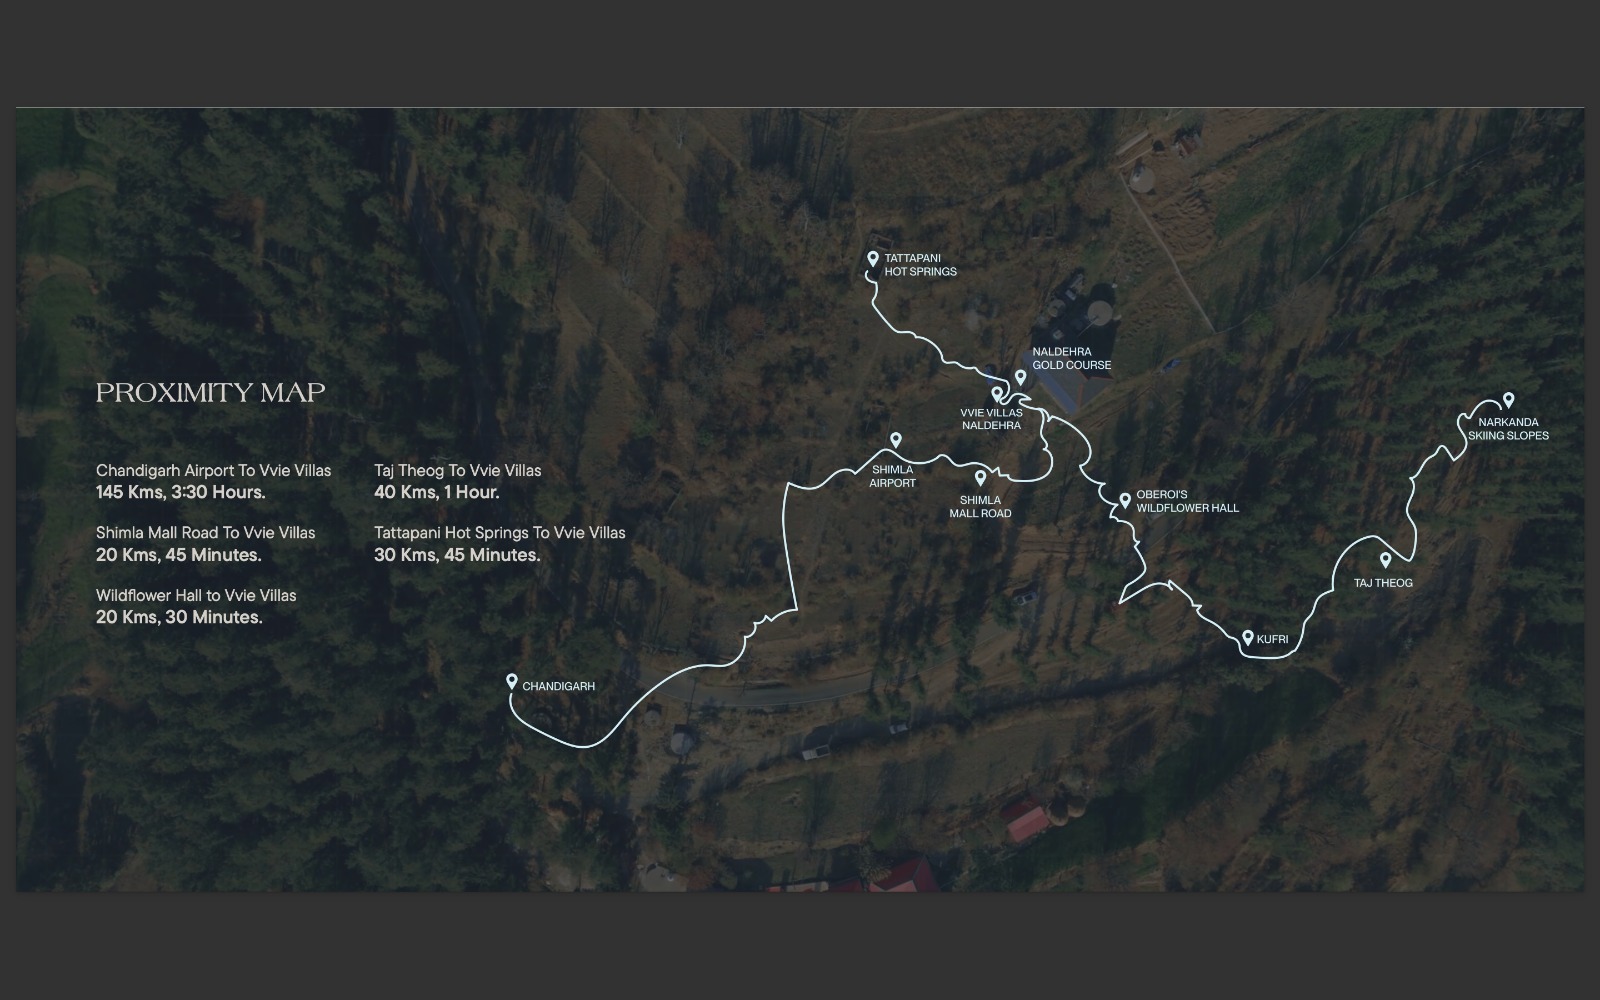 PROXIMITY MAP
Chandigarh Airport To Vvie Villas
145 Kms, 3:30 Hours.
Shimla Mall Road To Vvie Villas
20 Kms, 45 Minutes.
Wildflower Hall to Vvie Villas
20 Kms, 30 Minutes.
Taj Theog To Vvie Villas
40 Kms, 1 Hour.
Tattapani Hot Springs To Vvie Villas
30 Kms, 45 Minutes.
TATTAPANI
HOT SPRINGS
NALDEHRA
GOLD COURSE
VVIE VILLAS
NALDEHRA
SHIMLA
AIRPORT
SHIMLA
MALL ROAD
OBEROI'S
WILDFLOWER HALL
NARKANDA
SKIING SLOPES
TAJ THEOG
KUFRI
CHANDIGARH